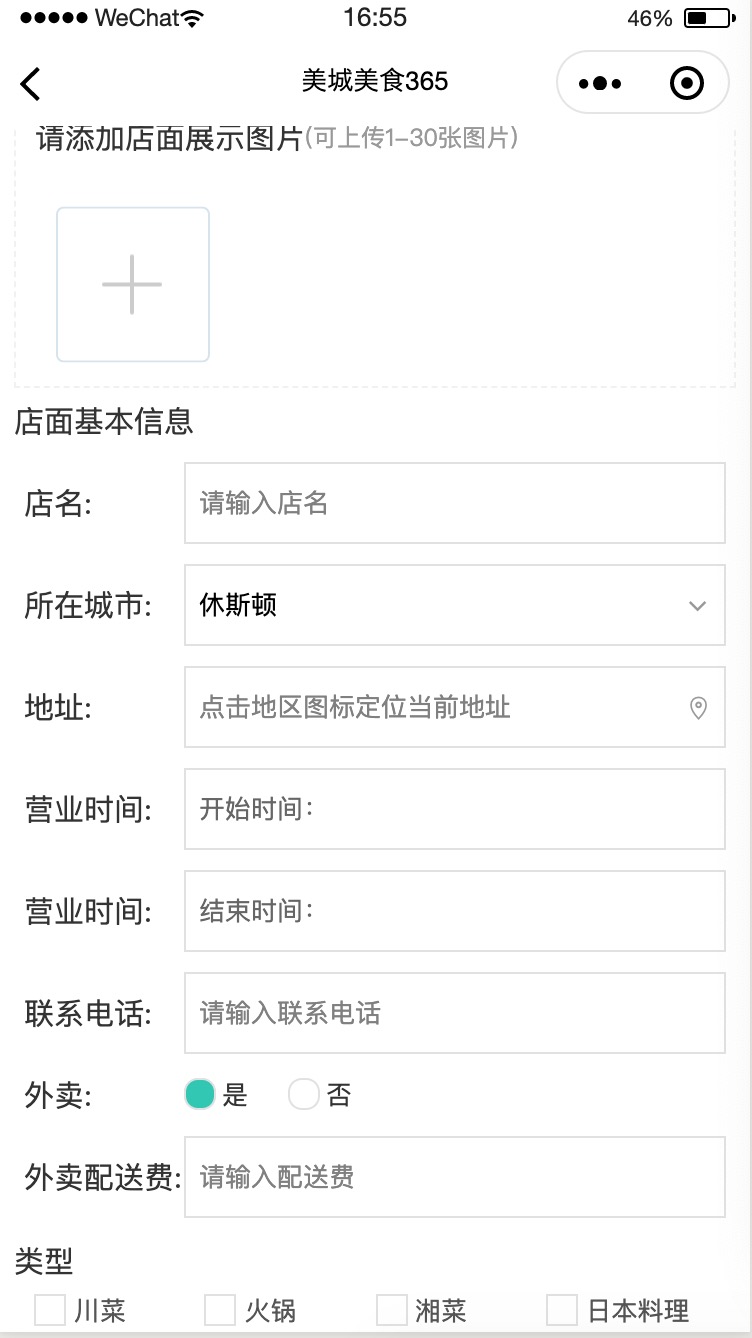 ●●●●● WeChat 16:55 46%
美城美食365
请添加店面展示图片(可上传1-30张图片)
店面基本信息
店名: 请输入店名
所在城市: 休斯顿
地址: 点击地区图标定位当前地址
营业时间: 开始时间:
营业时间: 结束时间:
联系电话: 请输入联系电话
外卖: 是 否
外卖配送费: 请输入配送费
类型
川菜 火锅 湘菜 日本料理